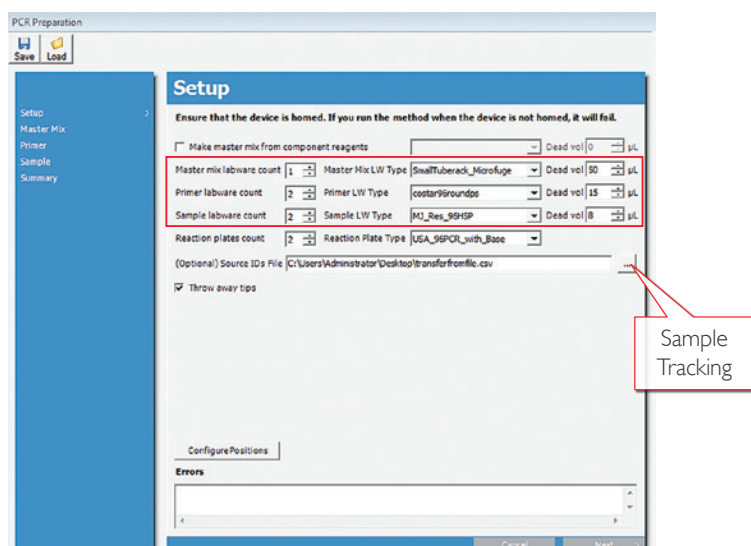 PCR Preparation
Save Load
Setup >
Master Mix
Primer
Sample
Summary
Setup
Ensure that the device is homed. If you run the method when the device is not homed, it will fail.
Make master mix from component reagents Dead vol 0 µL
Master mix labware count 1 Master Mix LW Type SmallTuberack_Microfuge Dead vol 50 µL
Primer labware count 2 Primer LW Type costar96roundps Dead vol 15 µL
Sample labware count 2 Sample LW Type MJ_Res_96HSP Dead vol 8 µL
Reaction plates count 2 Reaction Plate Type USA_96PCR_with_Base
(Optional) Source IDs File C:\Users\Administrator\Desktop\transferfromfile.csv ...
Throw away tips
Sample
Tracking
Configure Positions
Errors
Cancel Next >